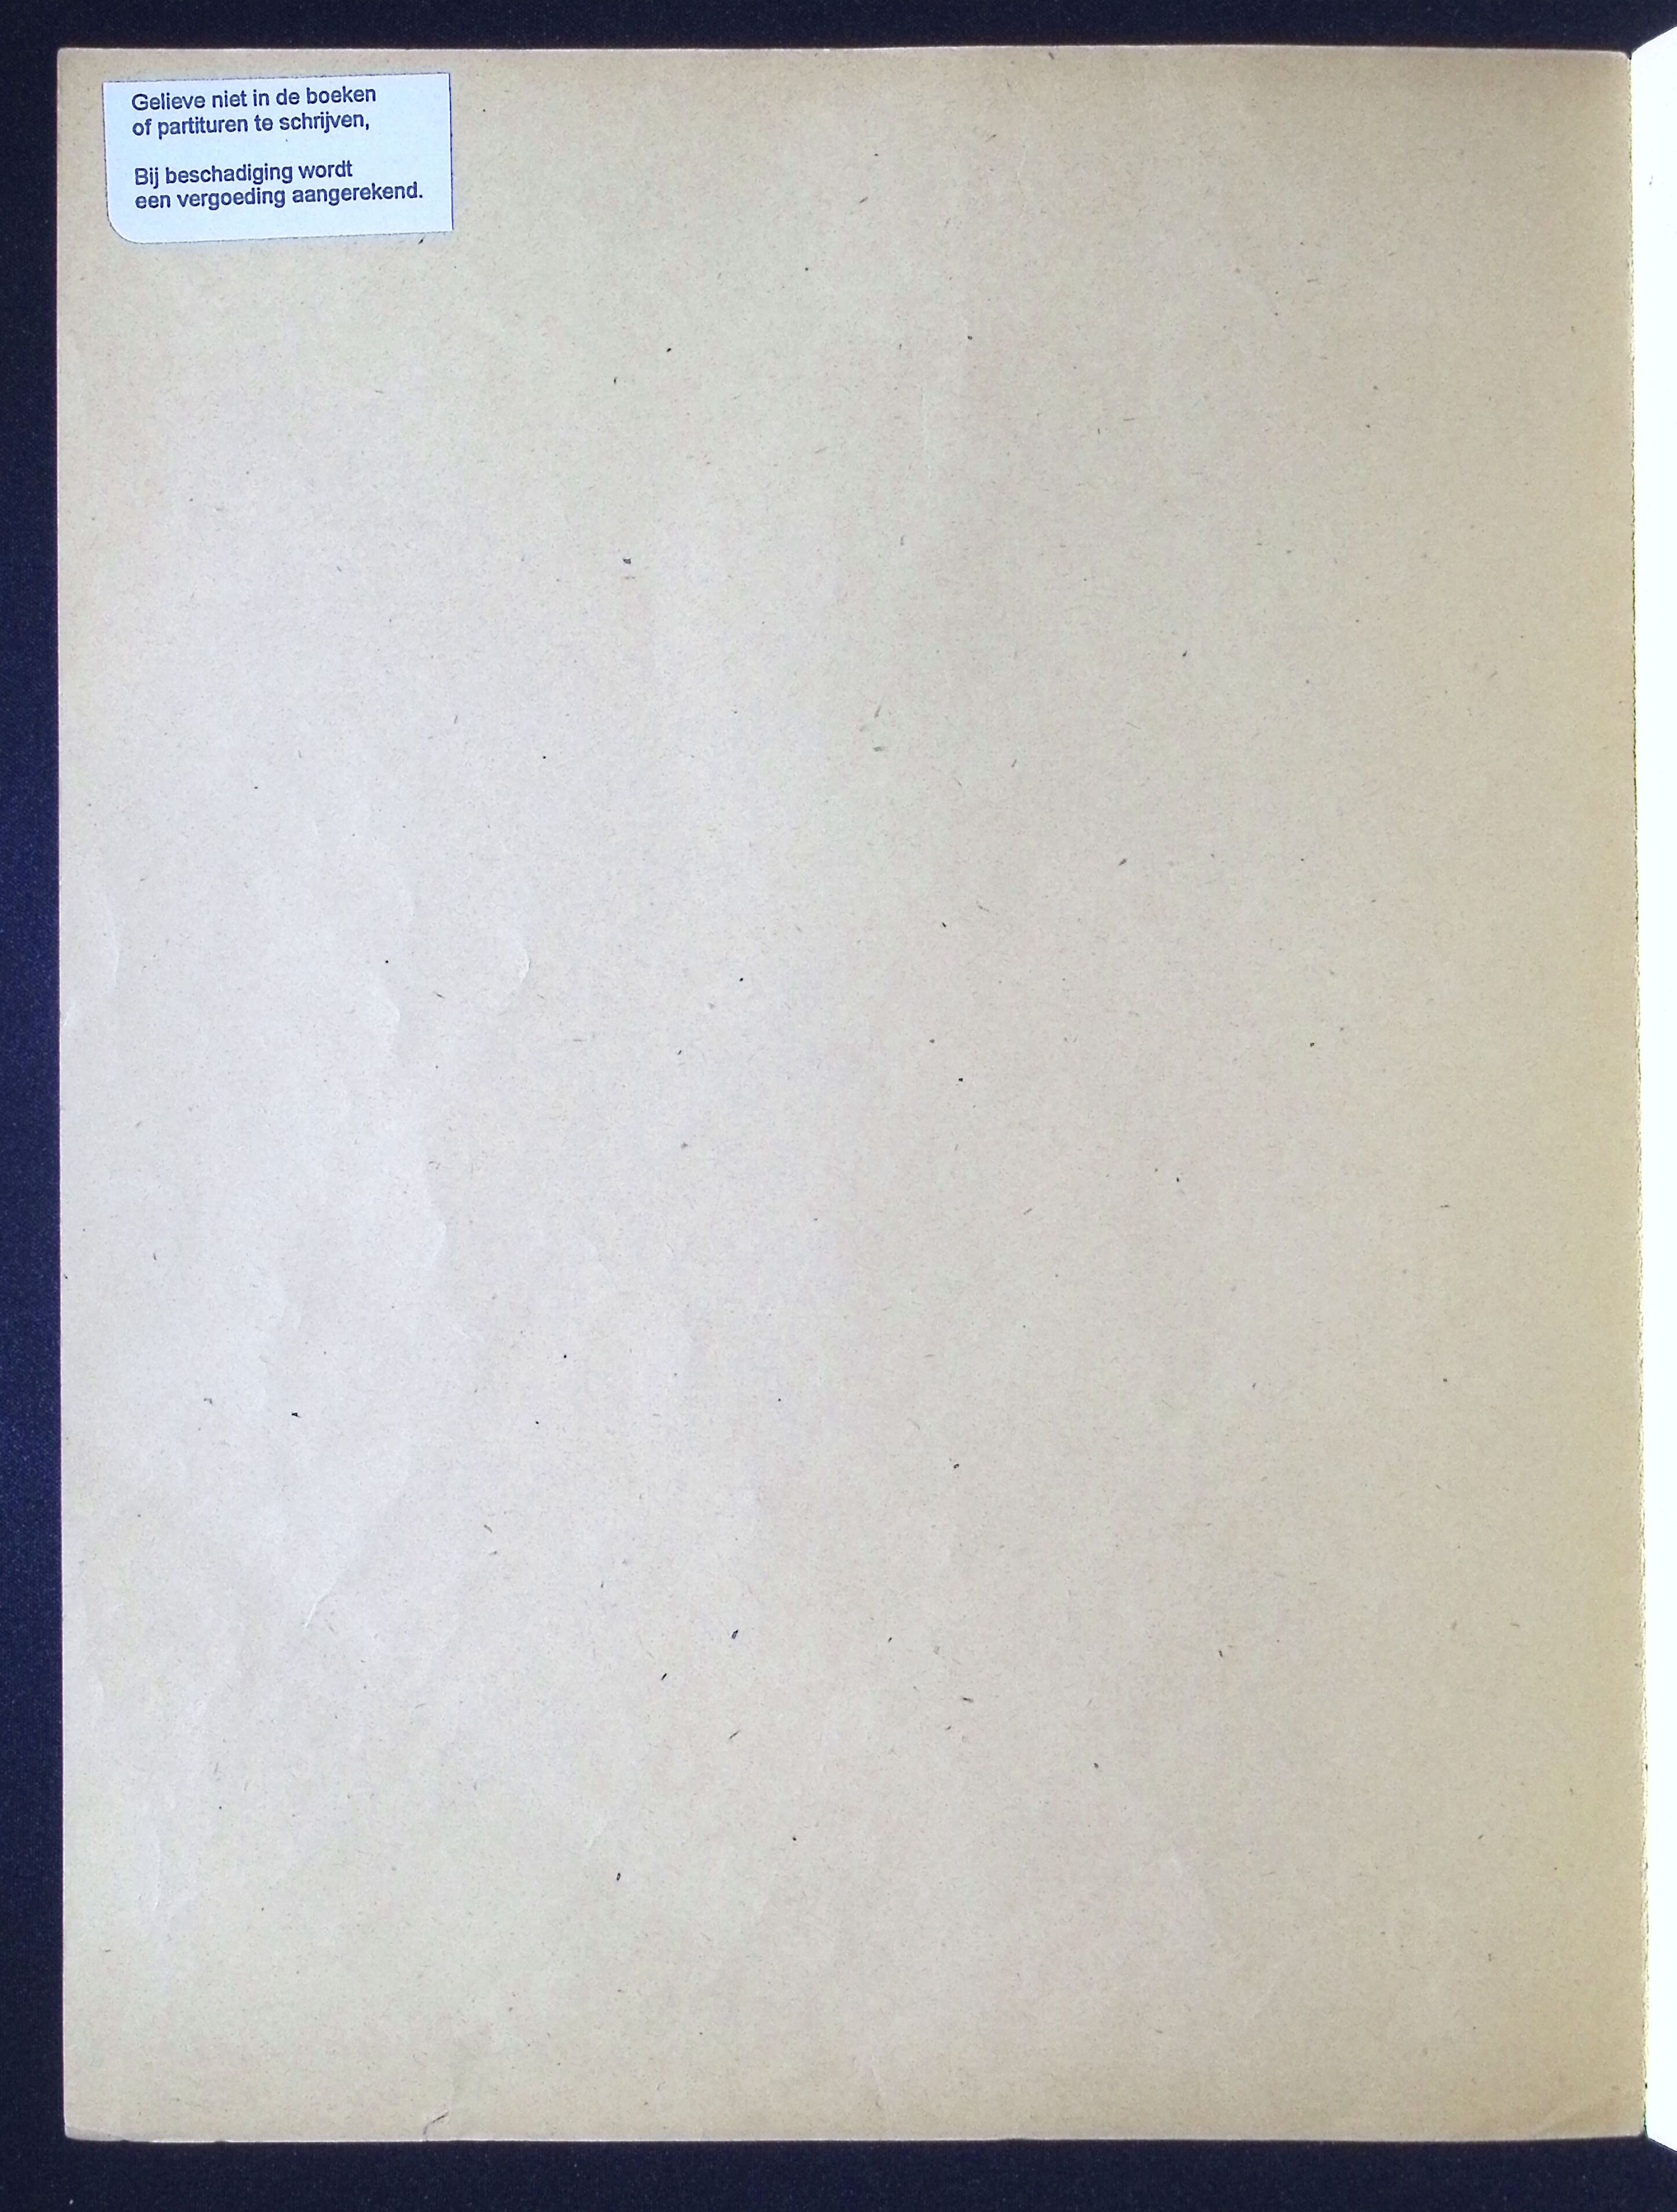 Gelieve niet in de boeken
of partituren te schrijven,
Bij beschadiging wordt
een vergoeding aangerekend.